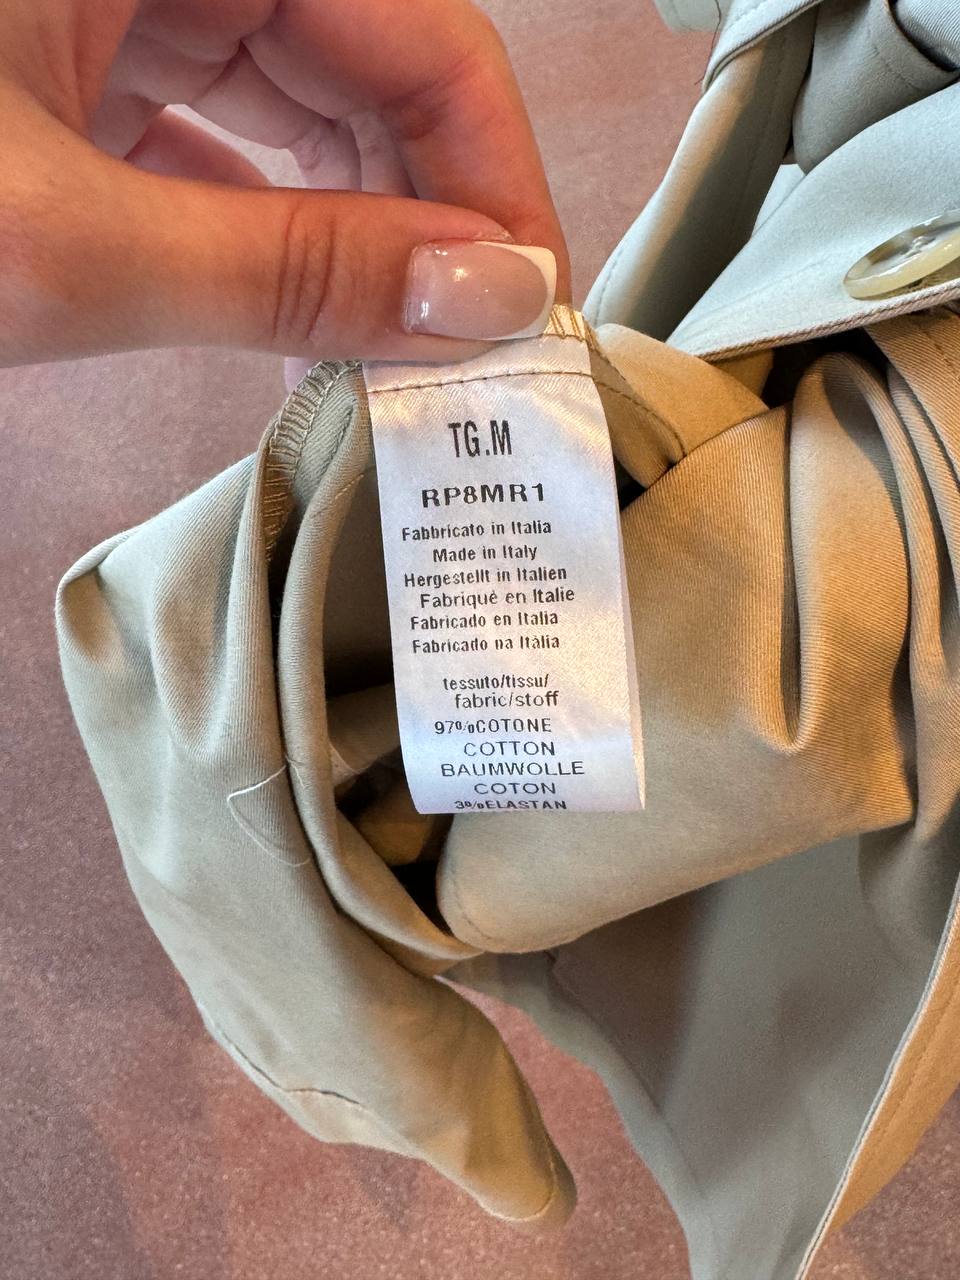 TG.M
RP8MR1
Fabbricato in Italia
Made in Italy
Hergestellt in Italien
Fabriqué en Italie
Fabricado en Italia
Fabricado na Itàlia
tessuto/tissu/
fabric/stoff
97%COTONE
COTTON
BAUMWOLLE
COTON
3%ELASTAN